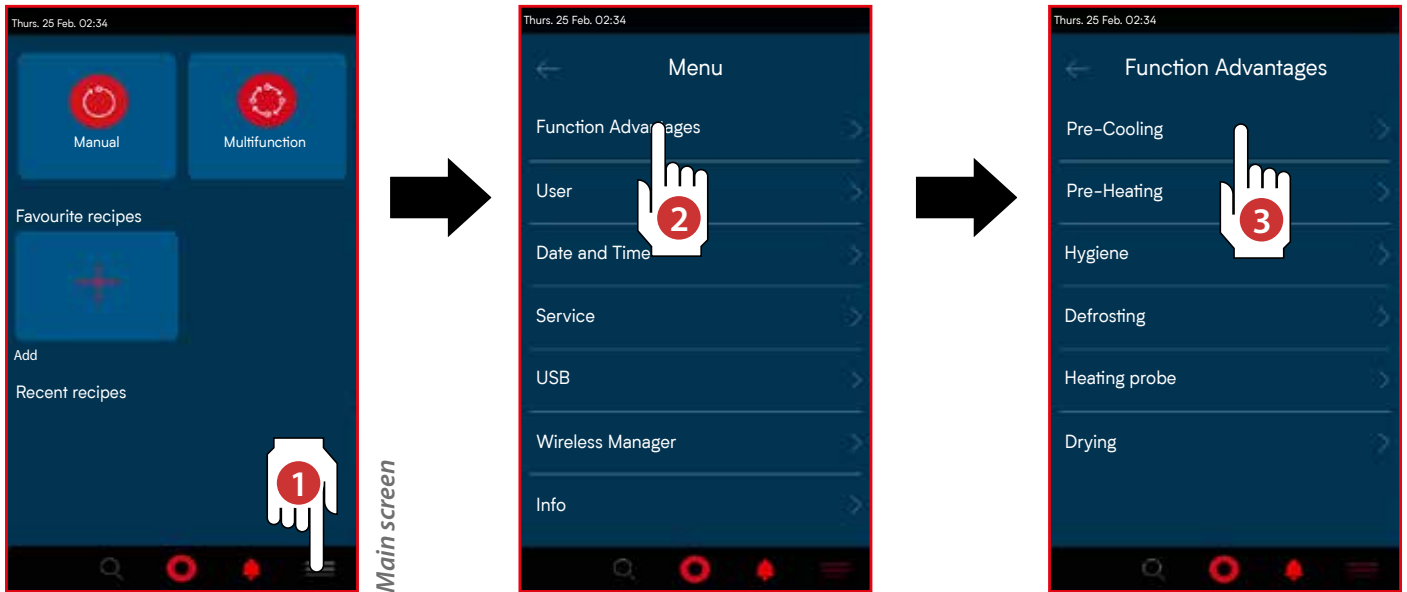 Thurs. 25 Feb. 02:34
Manual
Multifunction
Favourite recipes
Add
Recent recipes
1
Main screen
Thurs. 25 Feb. 02:34
Menu
Function Advantages
User
2
Date and Time
Service
USB
Wireless Manager
Info
Thurs. 25 Feb. 02:34
Function Advantages
Pre-Cooling
Pre-Heating
3
Hygiene
Defrosting
Heating probe
Drying